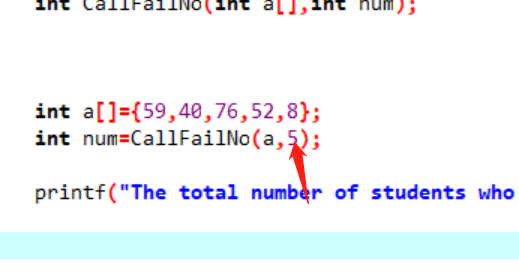 int CallFailNo(int a[],int num);
int a[]={59,40,76,52,8};
int num=CallFailNo(a,5);
printf("The total number of students who